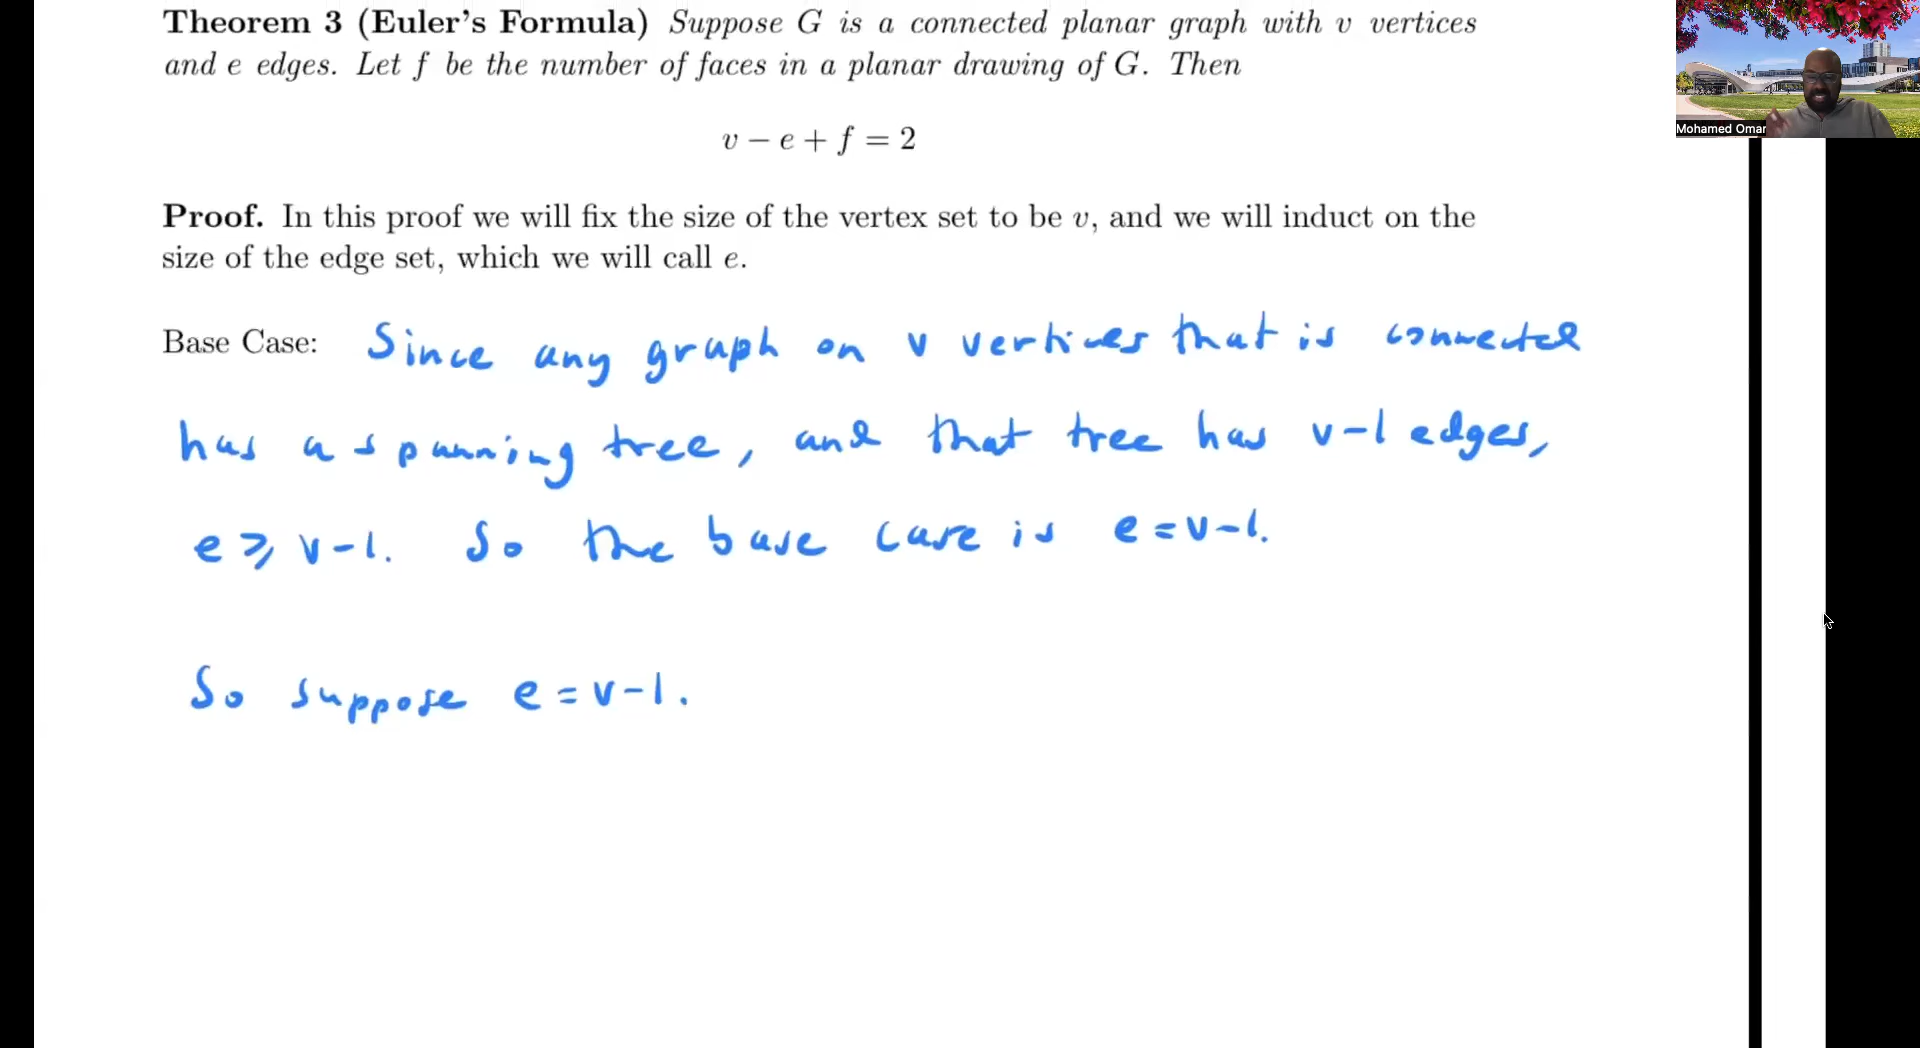 Theorem 3 (Euler's Formula) Suppose G is a connected planar graph with v vertices
and e edges. Let f be the number of faces in a planar drawing of G. Then
v − e + f = 2
Proof. In this proof we will fix the size of the vertex set to be v, and we will induct on the
size of the edge set, which we will call e.
Base Case: Since any graph on v vertices that is connected
has a spanning tree, and that tree has v-1 edges,
e ≥ v-1. So the base case is e = v-1.
So suppose e = v-1.
Mohamed Omar